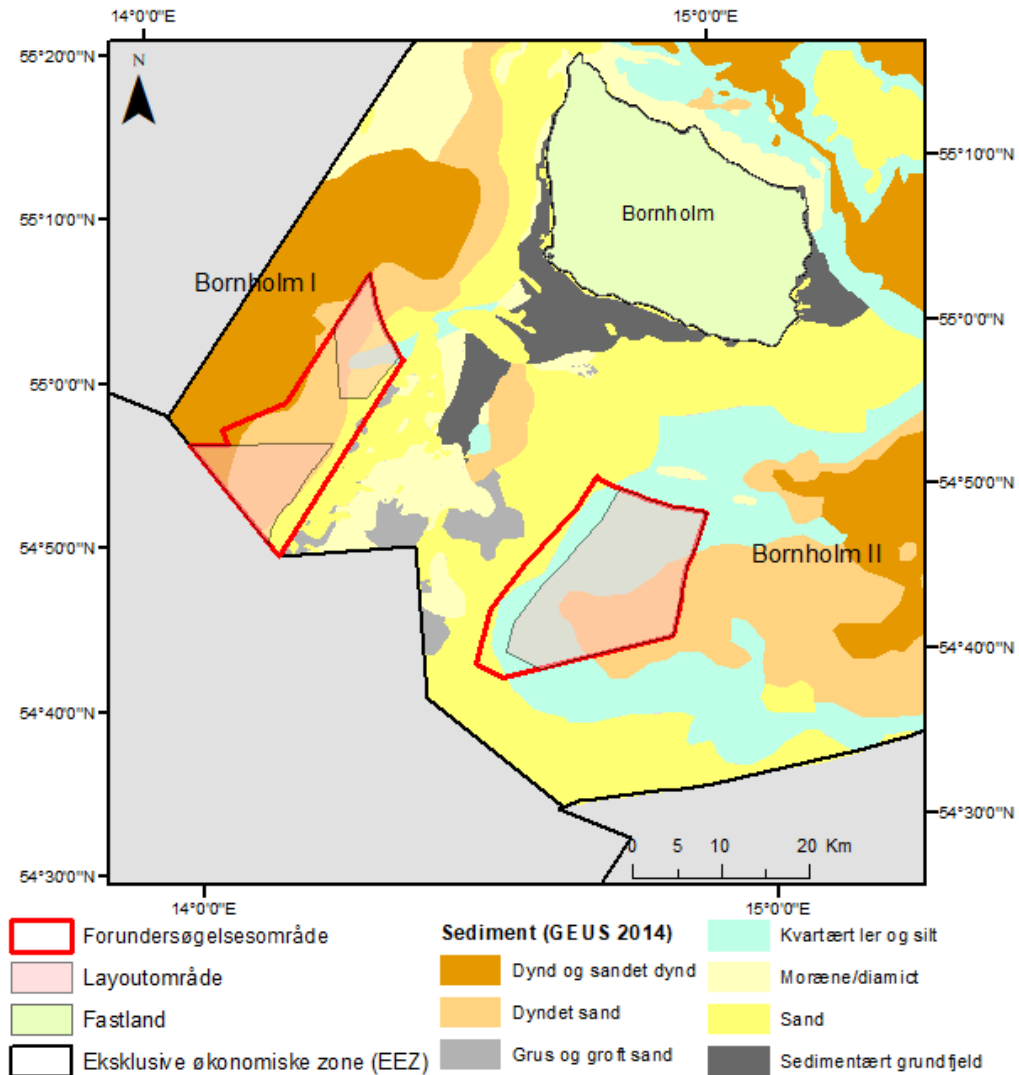 14°0'0"E 15°0'0"E
55°20'0"N
N
55°10'0"N
Bornholm
55°10'0"N
Bornholm I
55°0'0"N
55°0'0"N
54°50'0"N
Bornholm II
54°50'0"N
54°40'0"N
54°40'0"N
54°30'0"N
0 5 10 20 Km
54°30'0"N
14°0'0"E 15°0'0"E
Forundersøgelsesområde
Layoutområde
Fastland
Eksklusive økonomiske zone (EEZ)
Sediment (GEUS 2014)
Dynd og sandet dynd
Dyndet sand
Grus og groft sand
Kvartært ler og silt
Moræne/diamict
Sand
Sedimentært grundfjeld